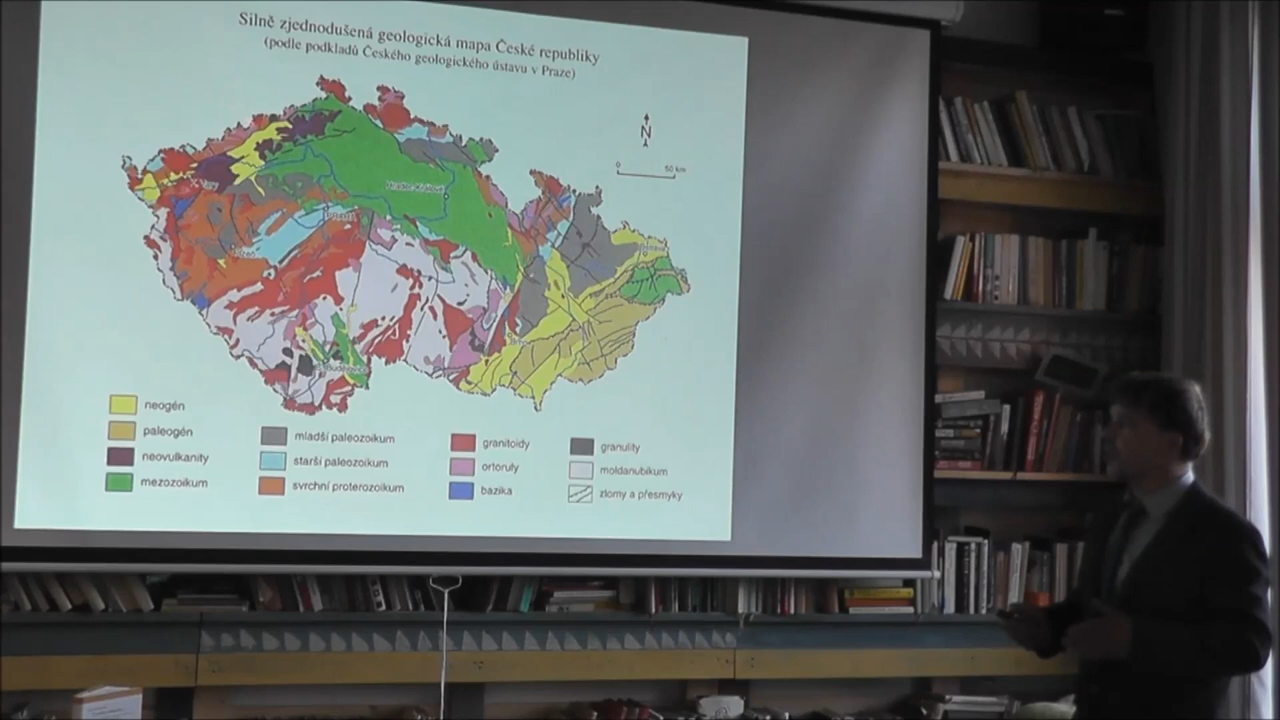 Silně zjednodušená geologická mapa České republiky
(podle podkladů Českého geologického ústavu v Praze)
N
0
50 km
Hradec Králové
PRAHA
Plzeň
neogén
paleogén
neovulkanity
mezozoikum
mladší paleozoikum
starší paleozoikum
svrchní proterozoikum
granitoidy
ortoruly
bazika
granulity
moldanubikum
zlomy a přesmyky